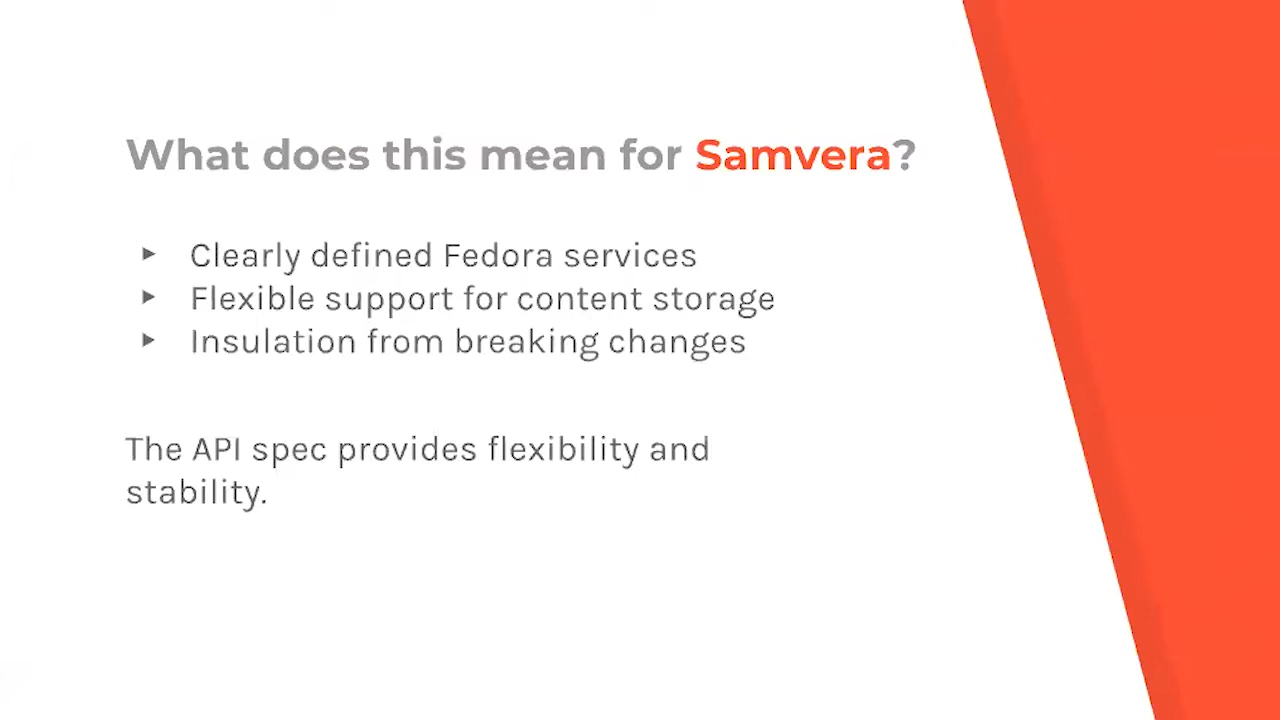 What does this mean for Samvera?
▸ Clearly defined Fedora services
▸ Flexible support for content storage
▸ Insulation from breaking changes
The API spec provides flexibility and
stability.